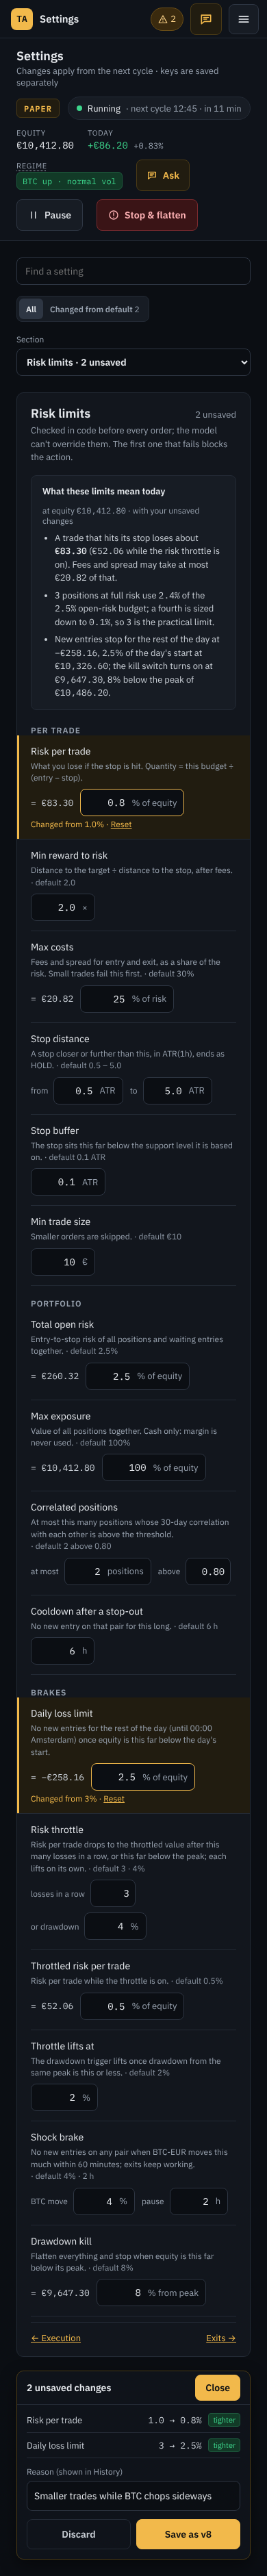 TA Settings 2
Settings
Changes apply from the next cycle · keys are saved
separately
PAPER Running · next cycle 12:45 · in 11 min
EQUITY TODAY
€10,412.80 +€86.20 +0.83%
REGIME
BTC up · normal vol Ask
Pause Stop & flatten
Find a setting
All Changed from default 2
Section
Risk limits · 2 unsaved
Risk limits 2 unsaved
Checked in code before every order; the model
can't override them. The first one that fails blocks
the action.
What these limits mean today
at equity €10,412.80 · with your unsaved
changes
• A trade that hits its stop loses about
€83.30 (€52.06 while the risk throttle is
on). Fees and spread may take at most
€20.82 of that.
• 3 positions at full risk use 2.4% of the
2.5% open-risk budget; a fourth is sized
down to 0.1%, so 3 is the practical limit.
• New entries stop for the rest of the day at
−€258.16, 2.5% of the day's start at
€10,326.60; the kill switch turns on at
€9,647.30, 8% below the peak of
€10,486.20.
PER TRADE
Risk per trade
What you lose if the stop is hit. Quantity = this budget ÷
(entry − stop).
= €83.30 0.8 % of equity
Changed from 1.0% · Reset
Min reward to risk
Distance to the target ÷ distance to the stop, after fees.
· default 2.0
2.0 ×
Max costs
Fees and spread for entry and exit, as a share of the
risk. Small trades fail this first. · default 30%
= €20.82 25 % of risk
Stop distance
A stop closer or further than this, in ATR(1h), ends as
HOLD. · default 0.5 – 5.0
from 0.5 ATR to 5.0 ATR
Stop buffer
The stop sits this far below the support level it is based
on. · default 0.1 ATR
0.1 ATR
Min trade size
Smaller orders are skipped. · default €10
10 €
PORTFOLIO
Total open risk
Entry-to-stop risk of all positions and waiting entries
together. · default 2.5%
= €260.32 2.5 % of equity
Max exposure
Value of all positions together. Cash only: margin is
never used. · default 100%
= €10,412.80 100 % of equity
Correlated positions
At most this many positions whose 30-day correlation
with each other is above the threshold.
· default 2 above 0.80
at most 2 positions above 0.80
Cooldown after a stop-out
No new entry on that pair for this long. · default 6 h
6 h
BRAKES
Daily loss limit
No new entries for the rest of the day (until 00:00
Amsterdam) once equity is this far below the day's
start.
= −€258.16 2.5 % of equity
Changed from 3% · Reset
Risk throttle
Risk per trade drops to the throttled value after this
many losses in a row, or this far below the peak; each
lifts on its own. · default 3 · 4%
losses in a row 3
or drawdown 4 %
Throttled risk per trade
Risk per trade while the throttle is on. · default 0.5%
= €52.06 0.5 % of equity
Throttle lifts at
The drawdown trigger lifts once drawdown from the
same peak is this or less. · default 2%
2 %
Shock brake
No new entries on any pair when BTC-EUR moves this
much within 60 minutes; exits keep working.
· default 4% · 2 h
BTC move 4 % pause 2 h
Drawdown kill
Flatten everything and stop when equity is this far
below its peak. · default 8%
= €9,647.30 8 % from peak
← Execution Exits →
2 unsaved changes Close
Risk per trade 1.0 → 0.8% tighter
Daily loss limit 3 → 2.5% tighter
Reason (shown in History)
Smaller trades while BTC chops sideways
Discard Save as v8